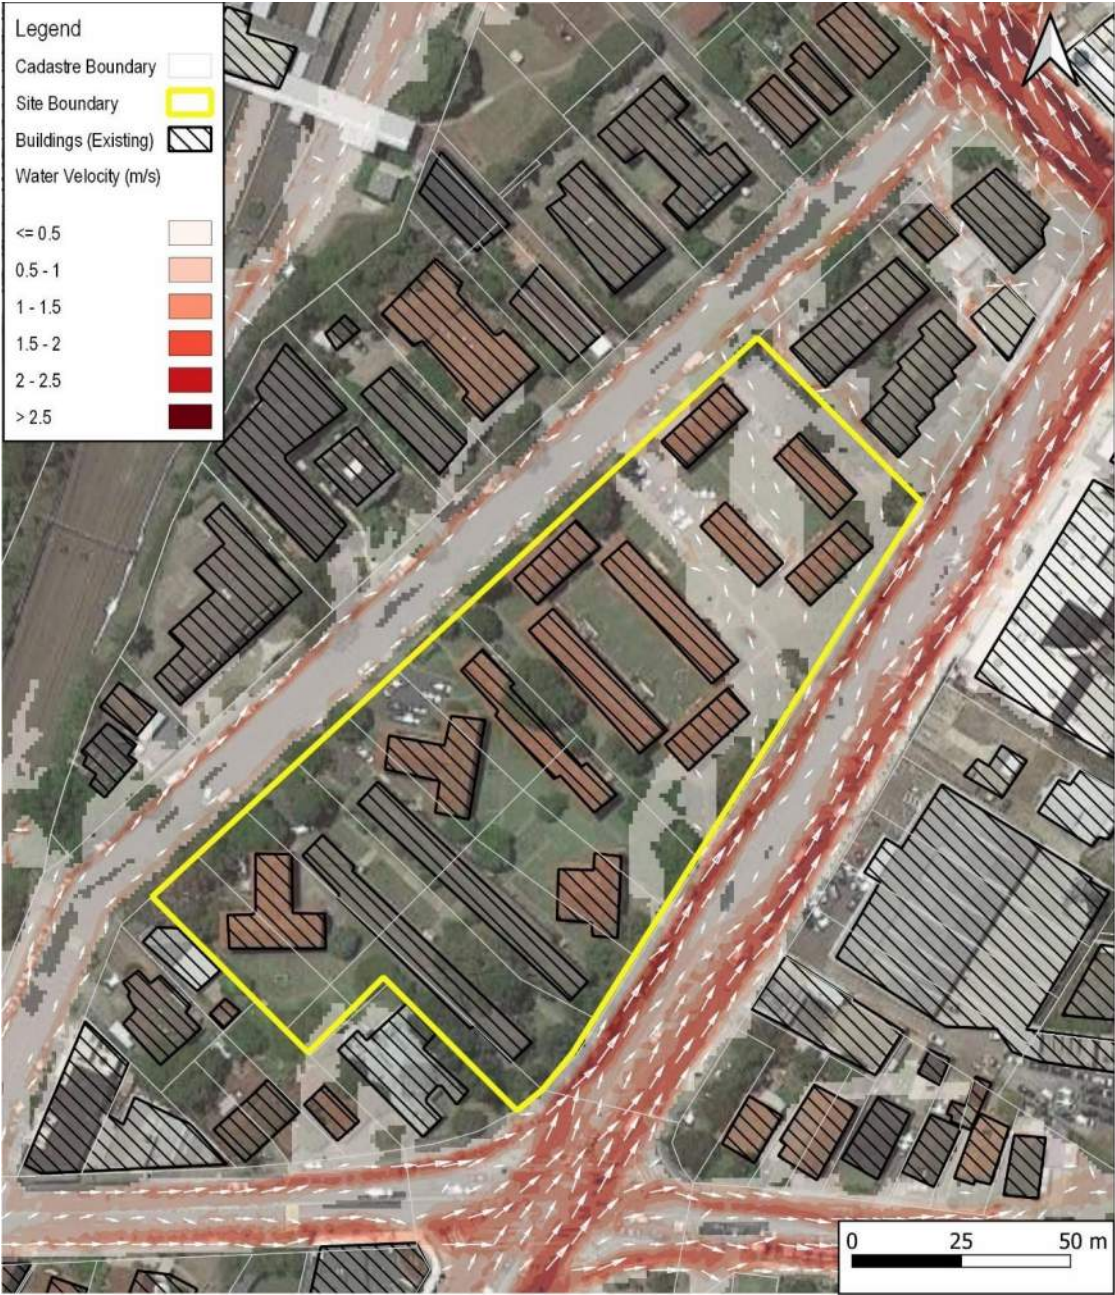 Legend
Cadastre Boundary
Site Boundary
Buildings (Existing)
Water Velocity (m/s)
<= 0.5
0.5 - 1
1 - 1.5
1.5 - 2
2 - 2.5
> 2.5
0 25 50 m